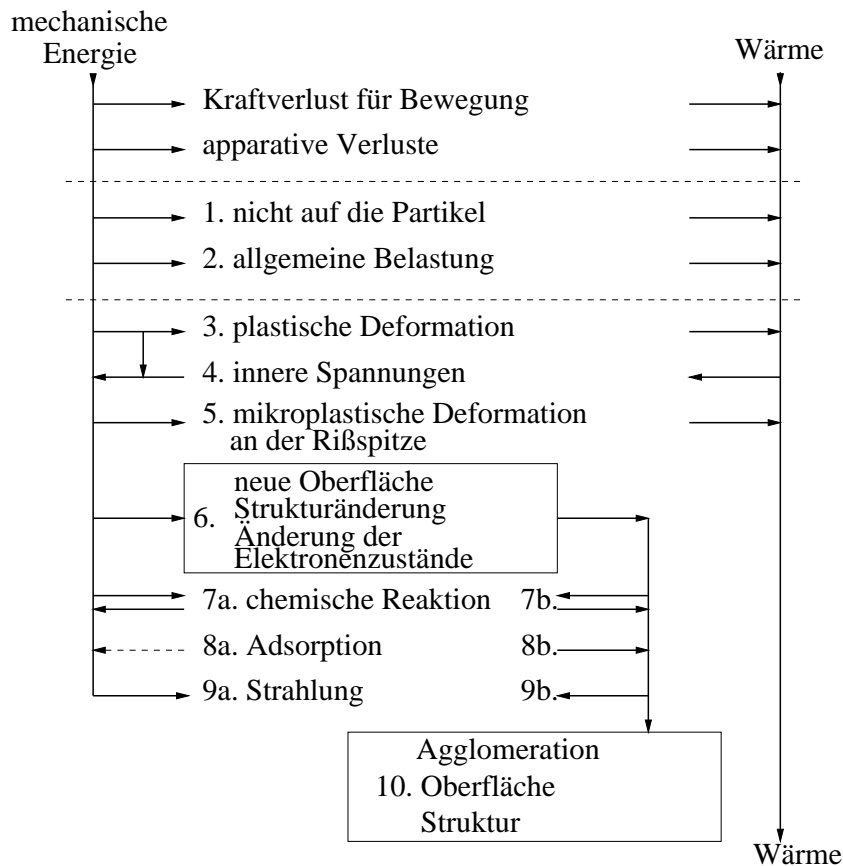 mechanische
Energie
Wärme
Kraftverlust für Bewegung
apparative Verluste
1. nicht auf die Partikel
2. allgemeine Belastung
3. plastische Deformation
4. innere Spannungen
5. mikroplastische Deformation
an der Rißspitze
neue Oberfläche
6. Strukturänderung
Änderung der
Elektronenzustände
7a. chemische Reaktion 7b.
8a. Adsorption 8b.
9a. Strahlung 9b.
Agglomeration
10. Oberfläche
Struktur
Wärme